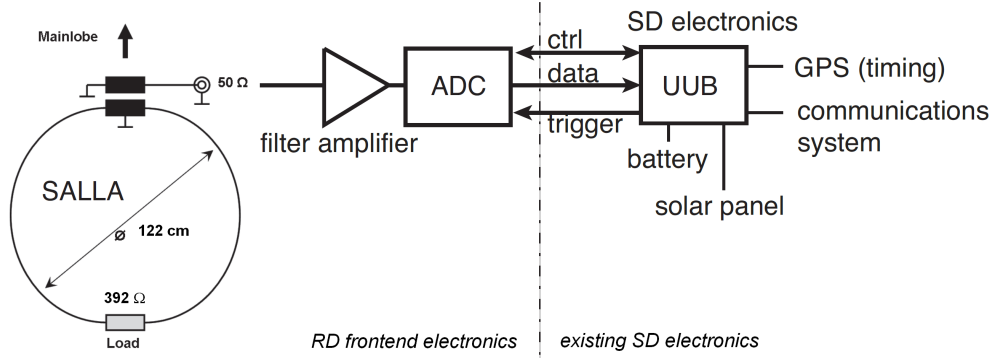 Mainlobe
50 Ω
SALLA
122 cm
392 Ω
Load
filter amplifier
ADC
ctrl
data
trigger
SD electronics
UUB
GPS (timing)
communications
system
battery
solar panel
RD frontend electronics
existing SD electronics